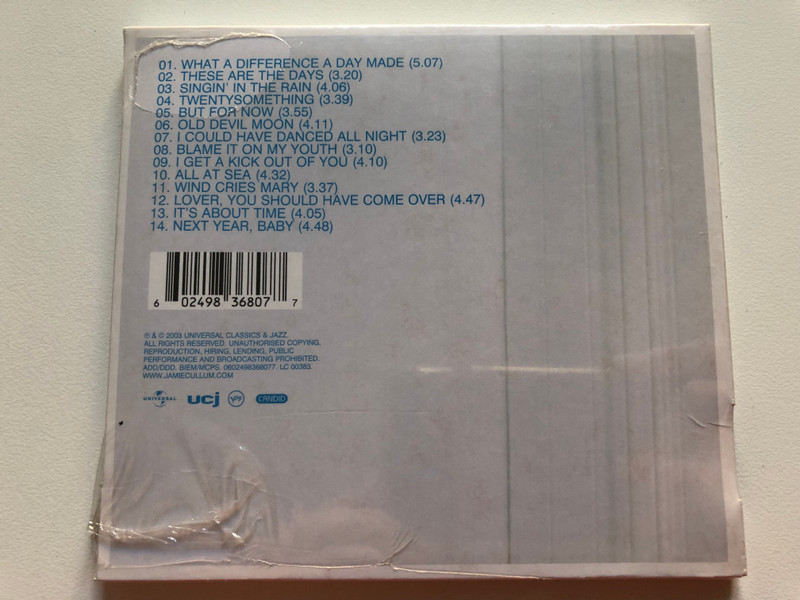 01. WHAT A DIFFERENCE A DAY MADE (5.07)
02. THESE ARE THE DAYS (3.20)
03. SINGIN' IN THE RAIN (4.06)
04. TWENTYSOMETHING (3.39)
05. BUT FOR NOW (3.55)
06. OLD DEVIL MOON (4.11)
07. I COULD HAVE DANCED ALL NIGHT (3.23)
08. BLAME IT ON MY YOUTH (3.10)
09. I GET A KICK OUT OF YOU (4.10)
10. ALL AT SEA (4.32)
11. WIND CRIES MARY (3.37)
12. LOVER, YOU SHOULD HAVE COME OVER (4.47)
13. IT'S ABOUT TIME (4.05)
14. NEXT YEAR, BABY (4.48)
6 02498 36807 7
℗ & © 2003 UNIVERSAL CLASSICS & JAZZ.
ALL RIGHTS RESERVED. UNAUTHORISED COPYING,
REPRODUCTION, HIRING, LENDING, PUBLIC
PERFORMANCE AND BROADCASTING PROHIBITED.
ADD/DDD. BIEM/MCPS. 0602498368077. LC 00383.
WWW.JAMIECULLUM.COM
UNIVERSAL ucj CANDID